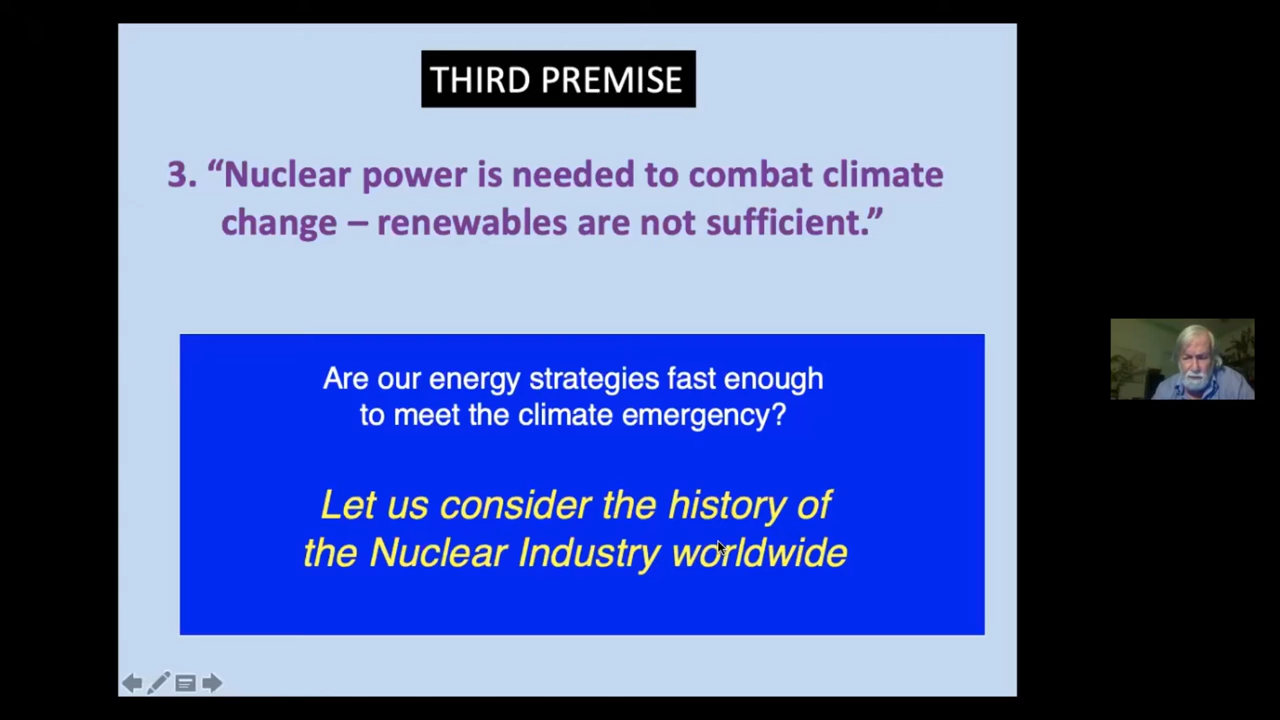 THIRD PREMISE
3. “Nuclear power is needed to combat climate
change – renewables are not sufficient.”
Are our energy strategies fast enough
to meet the climate emergency?
Let us consider the history of
the Nuclear Industry worldwide